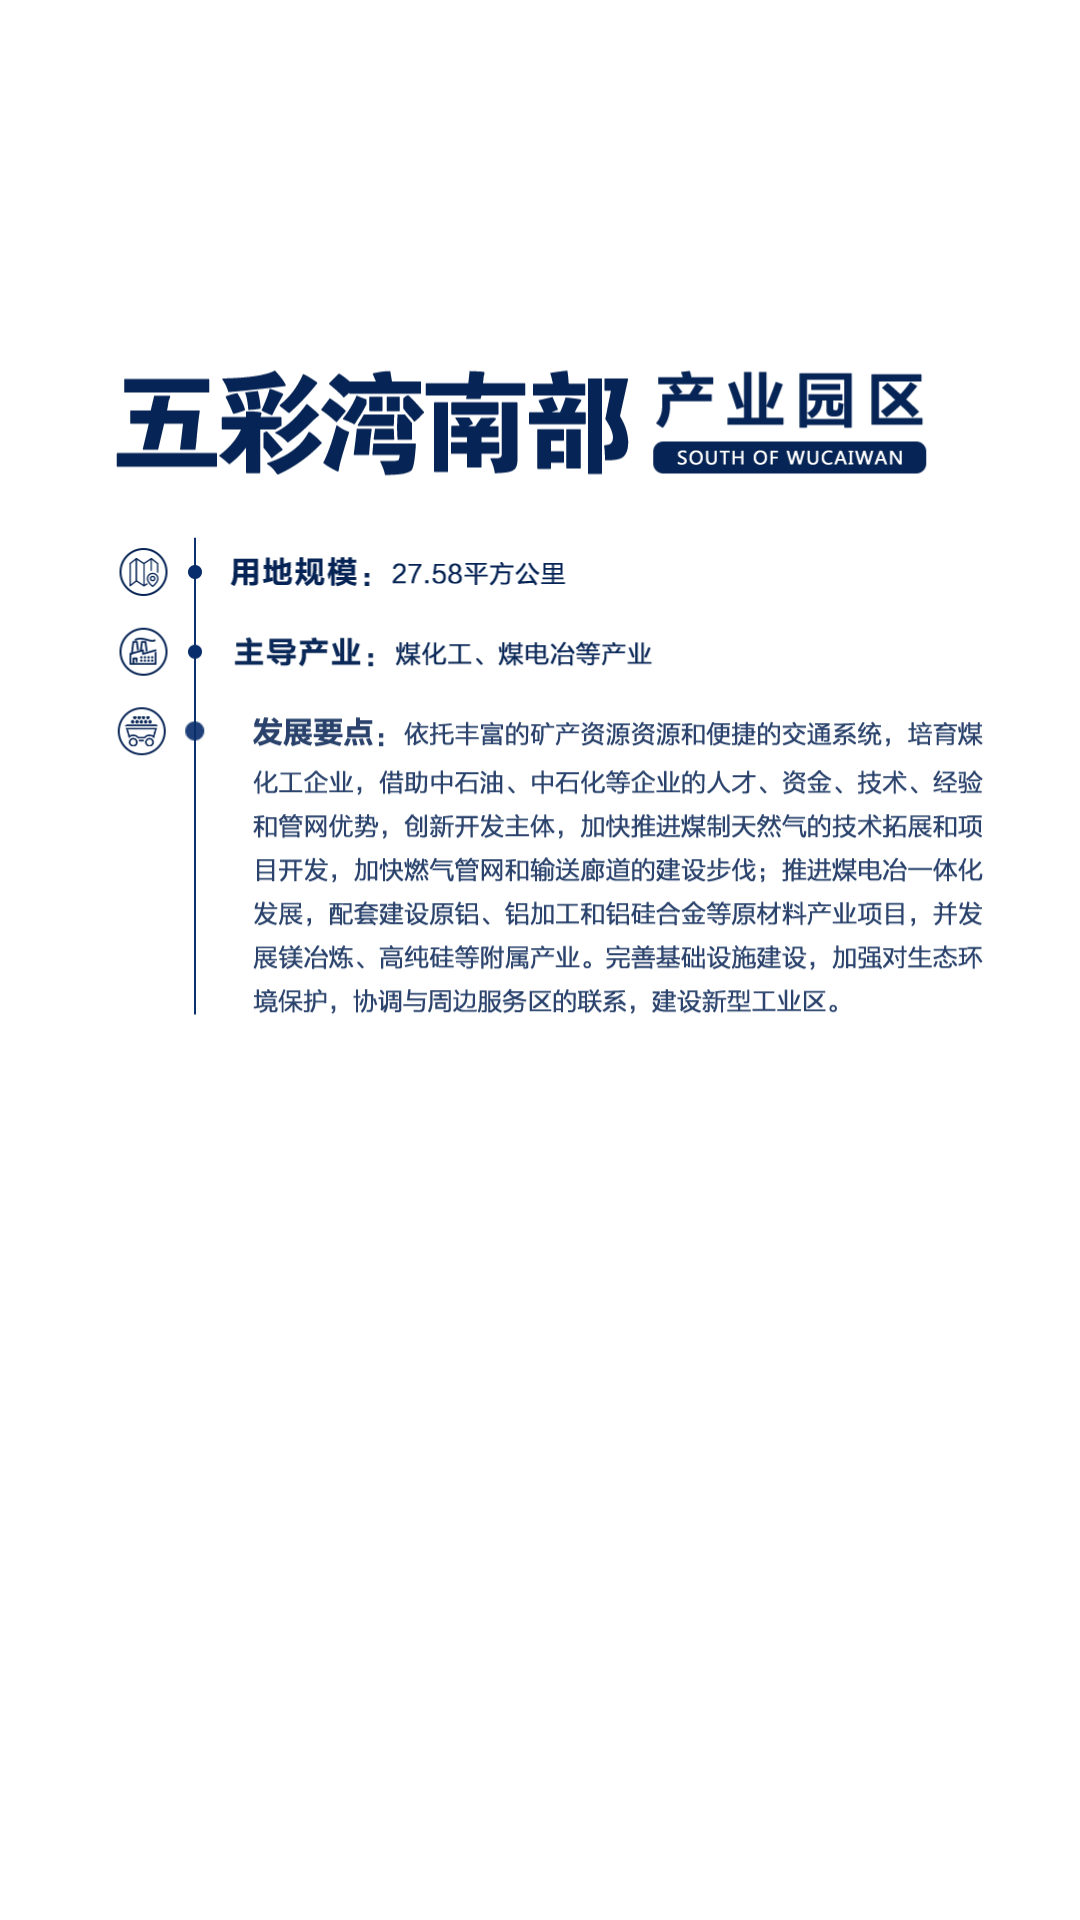 五彩湾南部 产业园区
SOUTH OF WUCAIWAN
用地规模：27.58平方公里
主导产业：煤化工、煤电冶等产业
发展要点：依托丰富的矿产资源资源和便捷的交通系统，培育煤
化工企业，借助中石油、中石化等企业的人才、资金、技术、经验
和管网优势，创新开发主体，加快推进煤制天然气的技术拓展和项
目开发，加快燃气管网和输送廊道的建设步伐；推进煤电冶一体化
发展，配套建设原铝、铝加工和铝硅合金等原材料产业项目，并发
展镁冶炼、高纯硅等附属产业。完善基础设施建设，加强对生态环
境保护，协调与周边服务区的联系，建设新型工业区。